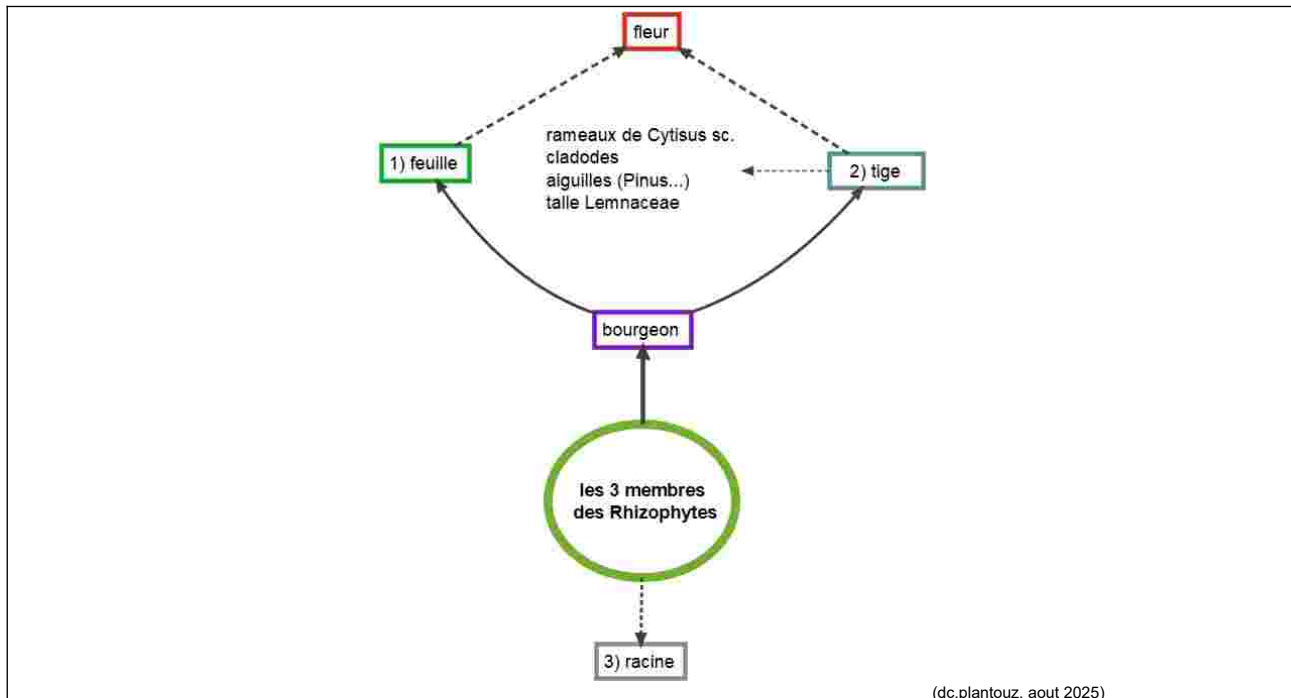 fleur
1) feuille
rameaux de Cytisus sc.
cladodes
aiguilles (Pinus...)
talle Lemnaceae
2) tige
bourgeon
les 3 membres
des Rhizophytes
3) racine
(dc.plantouz, aout 2025)